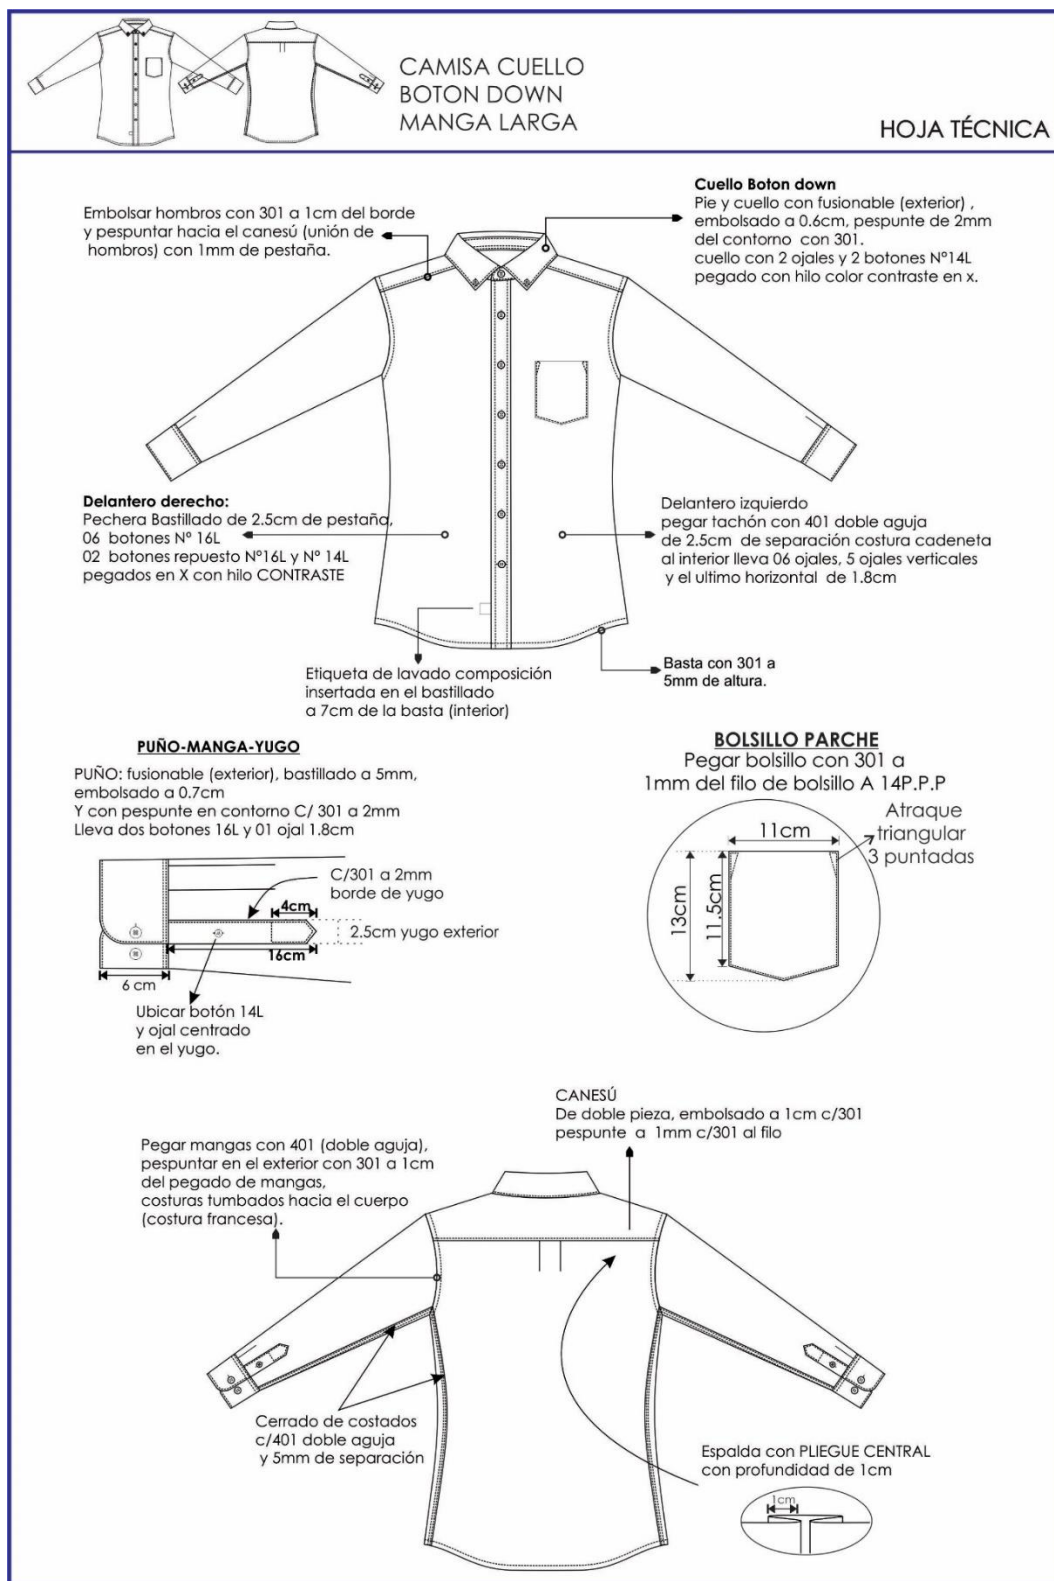 CAMISA CUELLO
BOTON DOWN
MANGA LARGA
HOJA TÉCNICA
Embolsar hombros con 301 a 1cm del borde
y pespuntar hacia el canesú (unión de
hombros) con 1mm de pestaña.
Cuello Boton down
Pie y cuello con fusionable (exterior) ,
embolsado a 0.6cm, pespunte de 2mm
del contorno con 301.
cuello con 2 ojales y 2 botones Nº14L
pegado con hilo color contraste en x.
Delantero derecho:
Pechera Bastillado de 2.5cm de pestaña,
06 botones Nº 16L
02 botones repuesto Nº16L y Nº 14L
pegados en X con hilo CONTRASTE
Delantero izquierdo
pegar tachón con 401 doble aguja
de 2.5cm de separación costura cadeneta
al interior lleva 06 ojales, 5 ojales verticales
y el ultimo horizontal de 1.8cm
Etiqueta de lavado composición
insertada en el bastillado
a 7cm de la basta (interior)
Basta con 301 a
5mm de altura.
PUÑO-MANGA-YUGO
PUÑO: fusionable (exterior), bastillado a 5mm,
embolsado a 0.7cm
Y con pespunte en contorno C/ 301 a 2mm
Lleva dos botones 16L y 01 ojal 1.8cm
C/301 a 2mm
borde de yugo
4cm
2.5cm yugo exterior
16cm
6 cm
Ubicar botón 14L
y ojal centrado
en el yugo.
BOLSILLO PARCHE
Pegar bolsillo con 301 a
1mm del filo de bolsillo A 14P.P.P
Atraque
triangular
3 puntadas
11cm
13cm
11.5cm
CANESÚ
De doble pieza, embolsado a 1cm c/301
pespunte a 1mm c/301 al filo
Pegar mangas con 401 (doble aguja),
pespuntar en el exterior con 301 a 1cm
del pegado de mangas,
costuras tumbados hacia el cuerpo
(costura francesa).
Cerrado de costados
c/401 doble aguja
y 5mm de separación
Espalda con PLIEGUE CENTRAL
con profundidad de 1cm
1cm